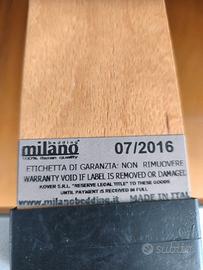 bedding
milano
100% italian quality
07/2016
ETICHETTA DI GARANZIA: NON RIMUOVERE
WARRANTY VOID IF LABEL IS REMOVED OR DAMAGED
KOVER S.R.L. "RESERVE LEGAL TITLE" TO THESE GOODS
UNTIL PAYMENT IS RECEIVED IN FULL
www.milanobedding.it MADE IN ITAL
subito